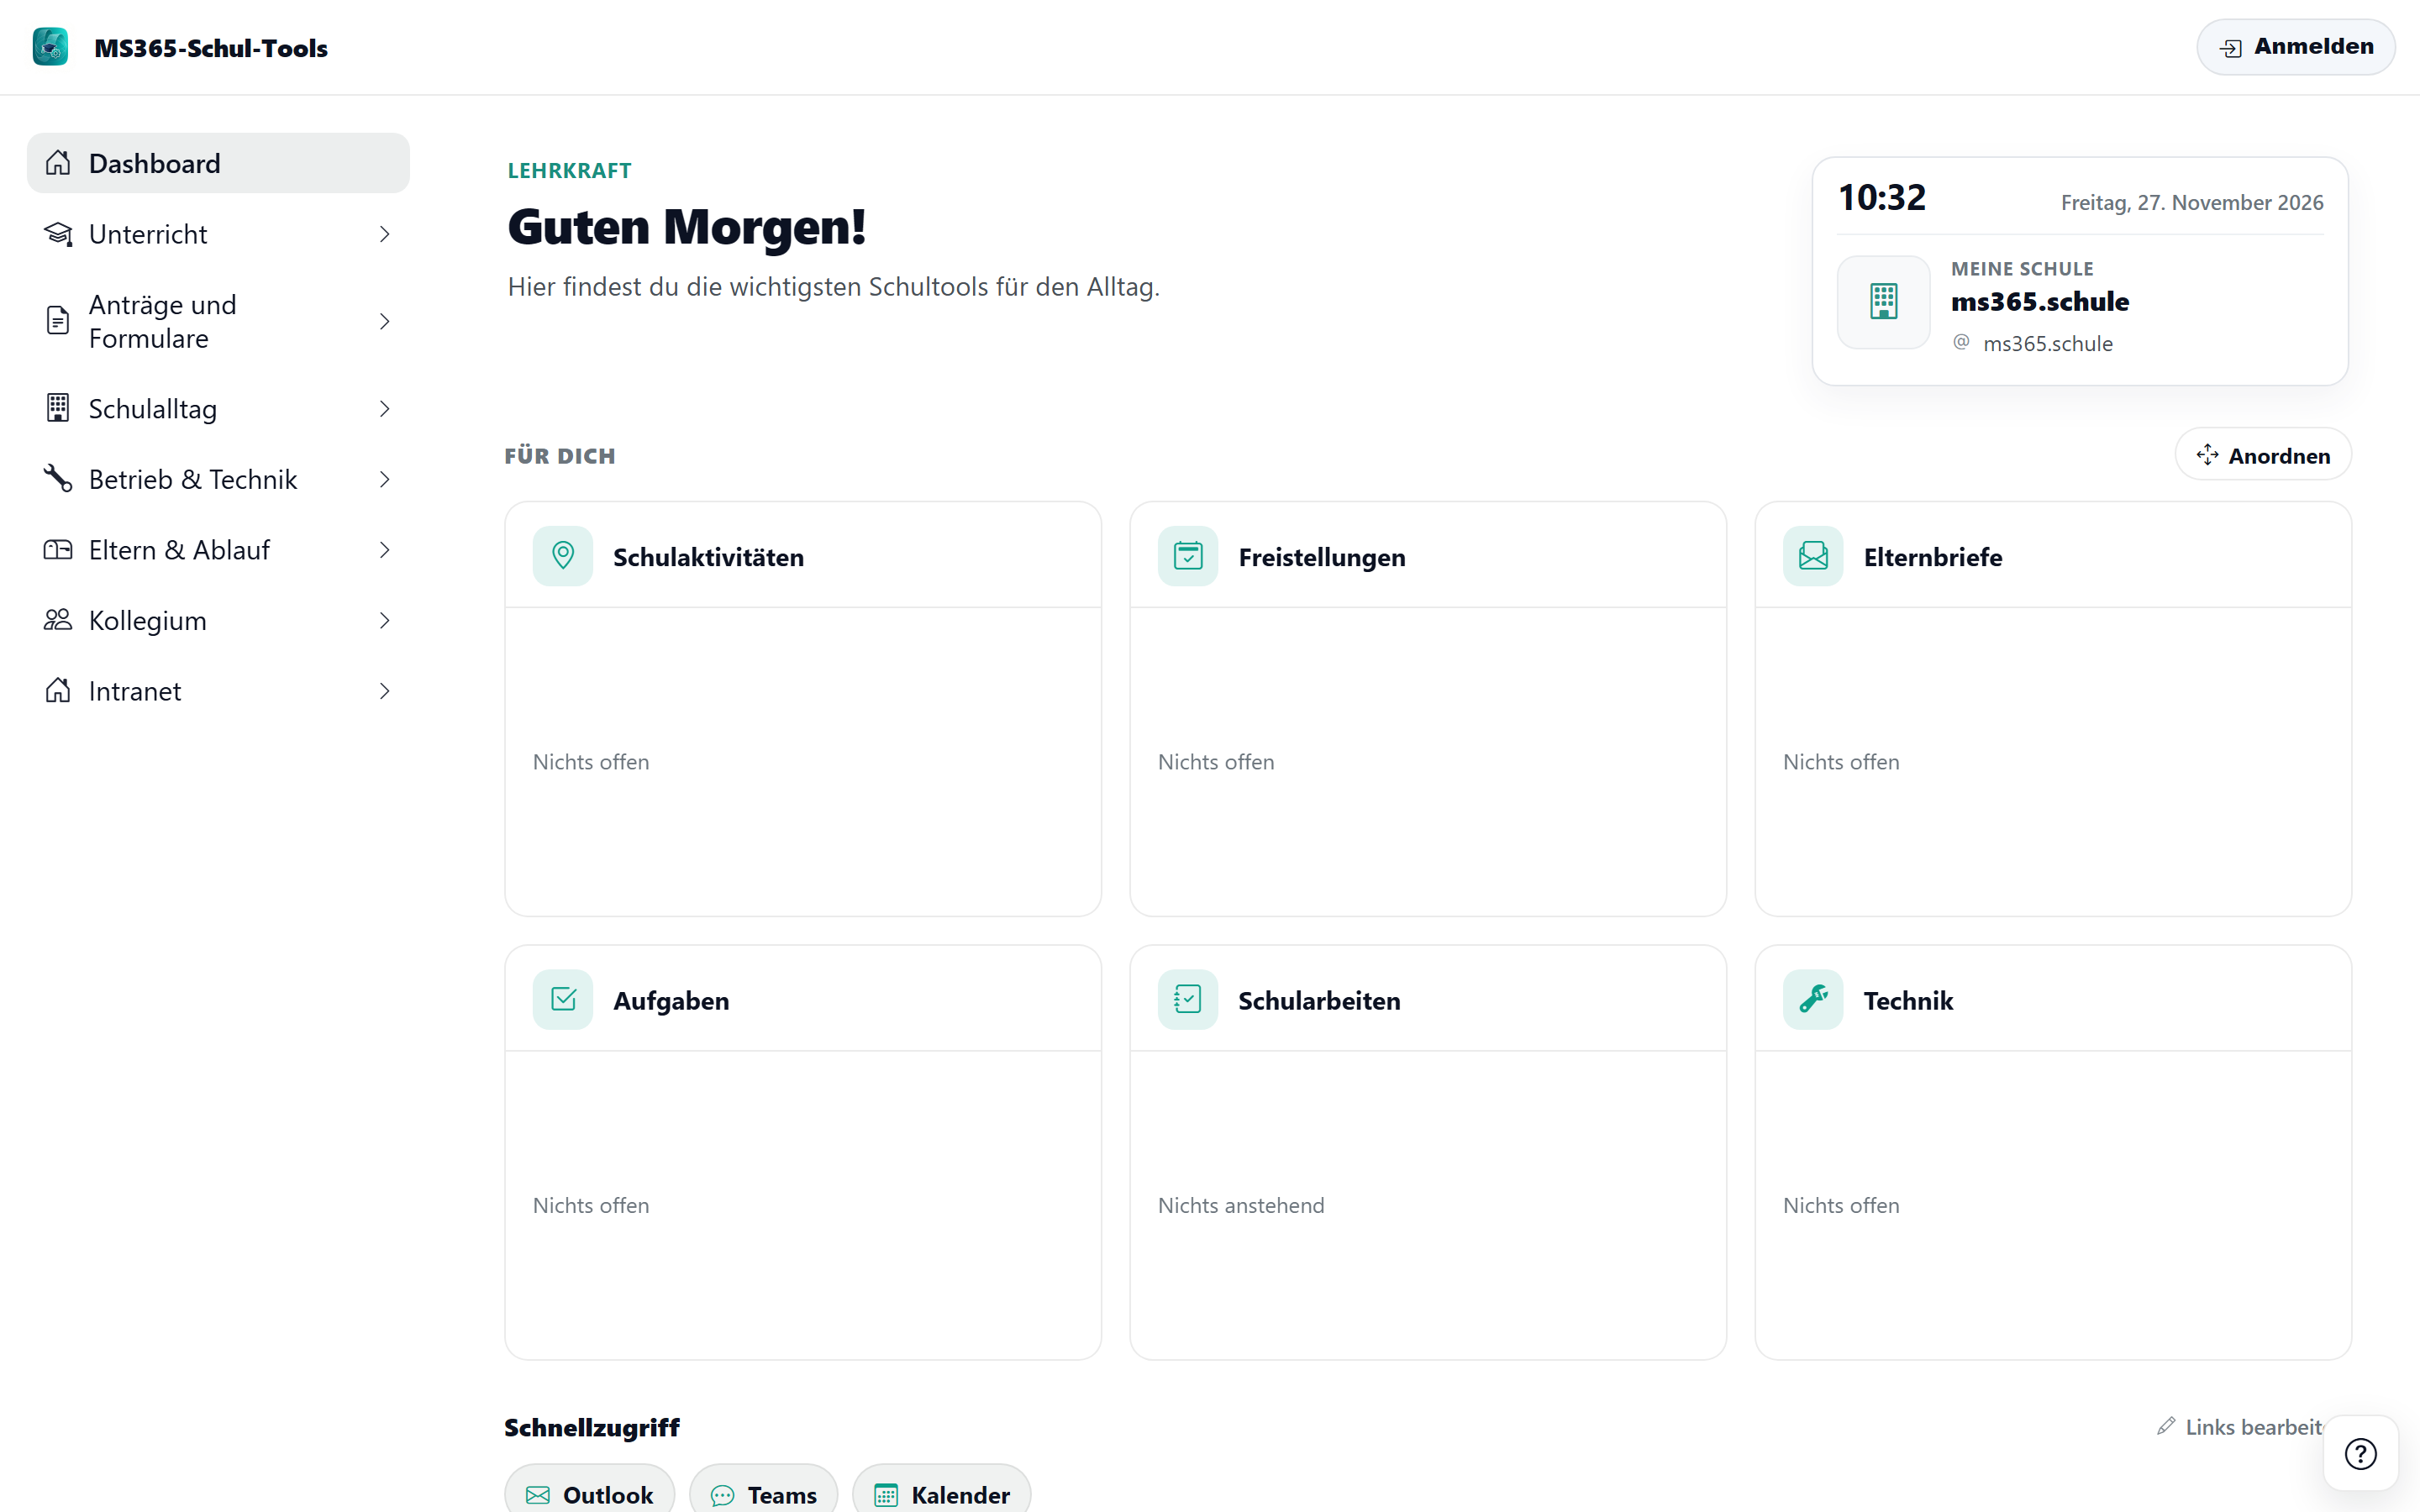 MS365-Schul-Tools
Anmelden
Dashboard
Unterricht
Anträge und
Formulare
Schulalltag
Betrieb & Technik
Eltern & Ablauf
Kollegium
Intranet
LEHRKRAFT
Guten Morgen!
Hier findest du die wichtigsten Schultools für den Alltag.
10:32
Freitag, 27. November 2026
MEINE SCHULE
ms365.schule
@ ms365.schule
FÜR DICH
Anordnen
Schulaktivitäten
Nichts offen
Freistellungen
Nichts offen
Elternbriefe
Nichts offen
Aufgaben
Nichts offen
Schularbeiten
Nichts anstehend
Technik
Nichts offen
Schnellzugriff
Links bearbeit
Outlook
Teams
Kalender